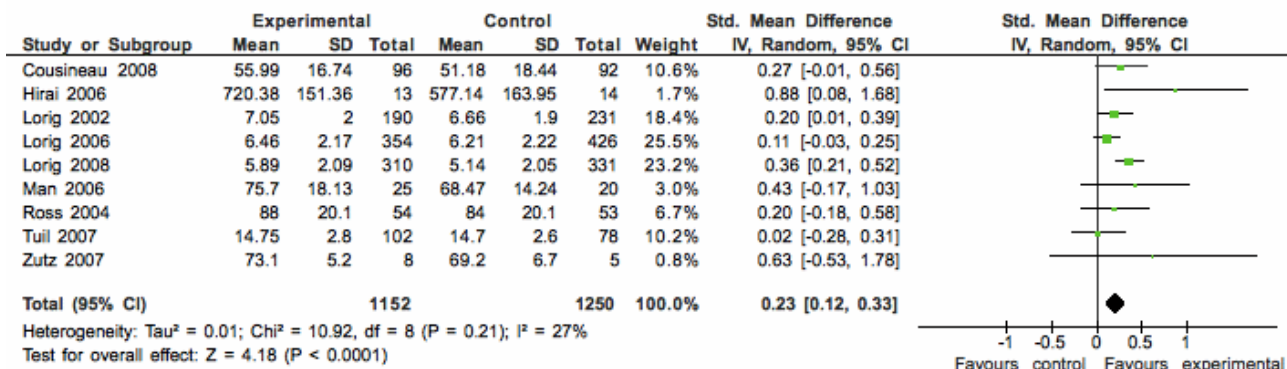 Experimental Control Std. Mean Difference Std. Mean Difference
Study or Subgroup Mean SD Total Mean SD Total Weight IV, Random, 95% CI IV, Random, 95% CI
Cousineau 2008 55.99 16.74 96 51.18 18.44 92 10.6% 0.27 [-0.01, 0.56]
Hirai 2006 720.38 151.36 13 577.14 163.95 14 1.7% 0.88 [0.08, 1.68]
Lorig 2002 7.05 2 190 6.66 1.9 231 18.4% 0.20 [0.01, 0.39]
Lorig 2006 6.46 2.17 354 6.21 2.22 426 25.5% 0.11 [-0.03, 0.25]
Lorig 2008 5.89 2.09 310 5.14 2.05 331 23.2% 0.36 [0.21, 0.52]
Man 2006 75.7 18.13 25 68.47 14.24 20 3.0% 0.43 [-0.17, 1.03]
Ross 2004 88 20.1 54 84 20.1 53 6.7% 0.20 [-0.18, 0.58]
Tuil 2007 14.75 2.8 102 14.7 2.6 78 10.2% 0.02 [-0.28, 0.31]
Zutz 2007 73.1 5.2 8 69.2 6.7 5 0.8% 0.63 [-0.53, 1.78]
Total (95% CI) 1152 1250 100.0% 0.23 [0.12, 0.33]
Heterogeneity: Tau² = 0.01; Chi² = 10.92, df = 8 (P = 0.21); I² = 27%
Test for overall effect: Z = 4.18 (P < 0.0001)
-1 -0.5 0 0.5 1
Favours control Favours experimental